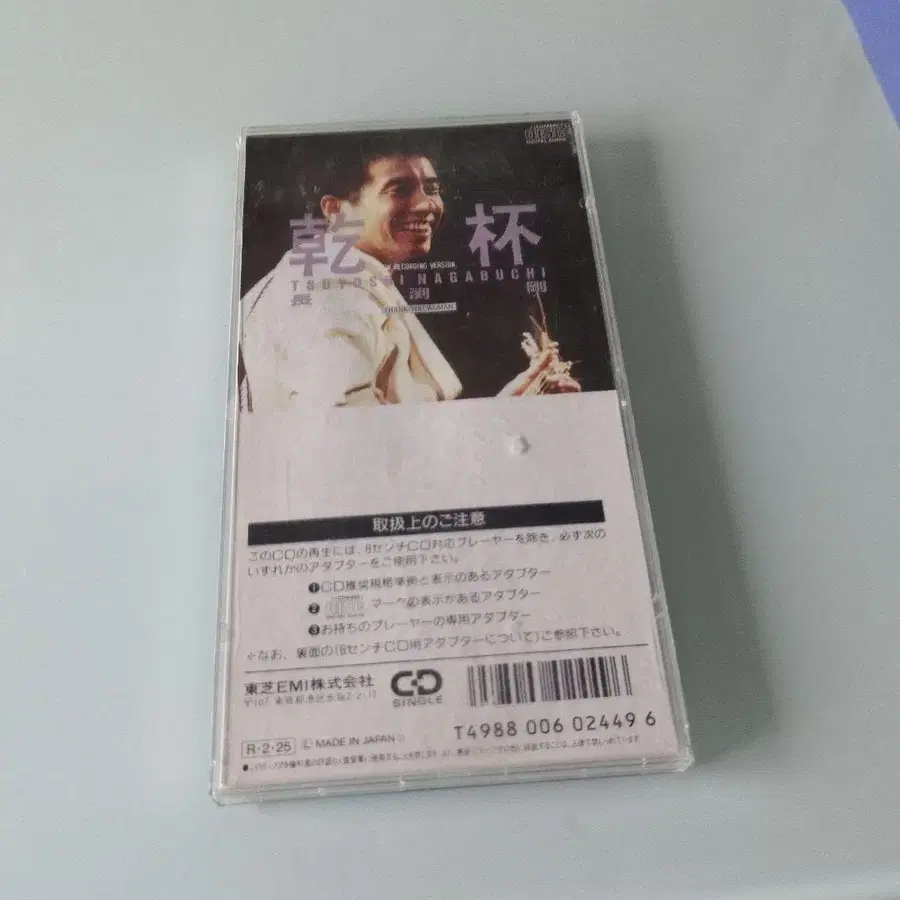 COMPACT
disc
DIGITAL AUDIO
乾杯
RECORDING VERSION
TSUYOSHI NAGABUCHI
長渕剛
WOMAN
取扱上のご注意
このCDの再生には、8センチCD対応プレーヤーを除き、必ず次の
いずれかのアダプターをご使用下さい。
❶CD推奨規格準拠と表示のあるアダプター
❷ マークの表示があるアダプター
❸お持ちのプレーヤーの専用アダプター
*なお、裏面の(8センチCD用アダプターについて)ご参照下さい。
東芝EMI株式会社
CD
SINGLE
T4988 006 02449 6
R・2・25 Ⓛ MADE IN JAPAN